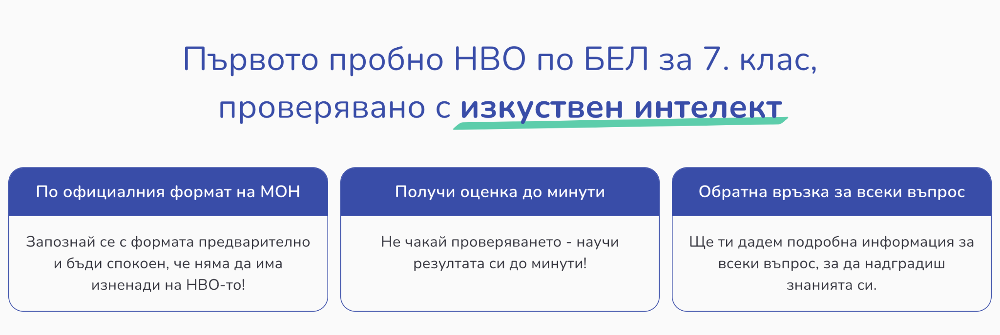 Първото пробно НВО по БЕЛ за 7. клас,
проверявано с изкуствен интелект
По официалния формат на МОН
Запознай се с формата предварително
и бъди спокоен, че няма да има
изненади на НВО-то!
Получи оценка до минути
Не чакай проверяването - научи
резултата си до минути!
Обратна връзка за всеки въпрос
Ще ти дадем подробна информация за
всеки въпрос, за да надградиш
знанията си.